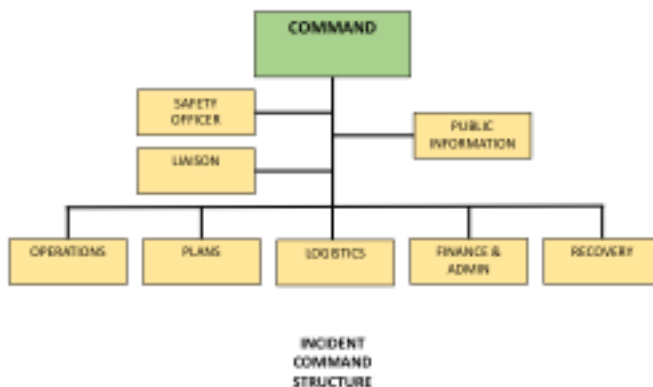 COMMAND
SAFETY
OFFICER
PUBLIC
INFORMATION
LIAISON
OPERATIONS
PLANS
LOGISTICS
FINANCE &
ADMIN
RECOVERY
INCIDENT
COMMAND
STRUCTURE